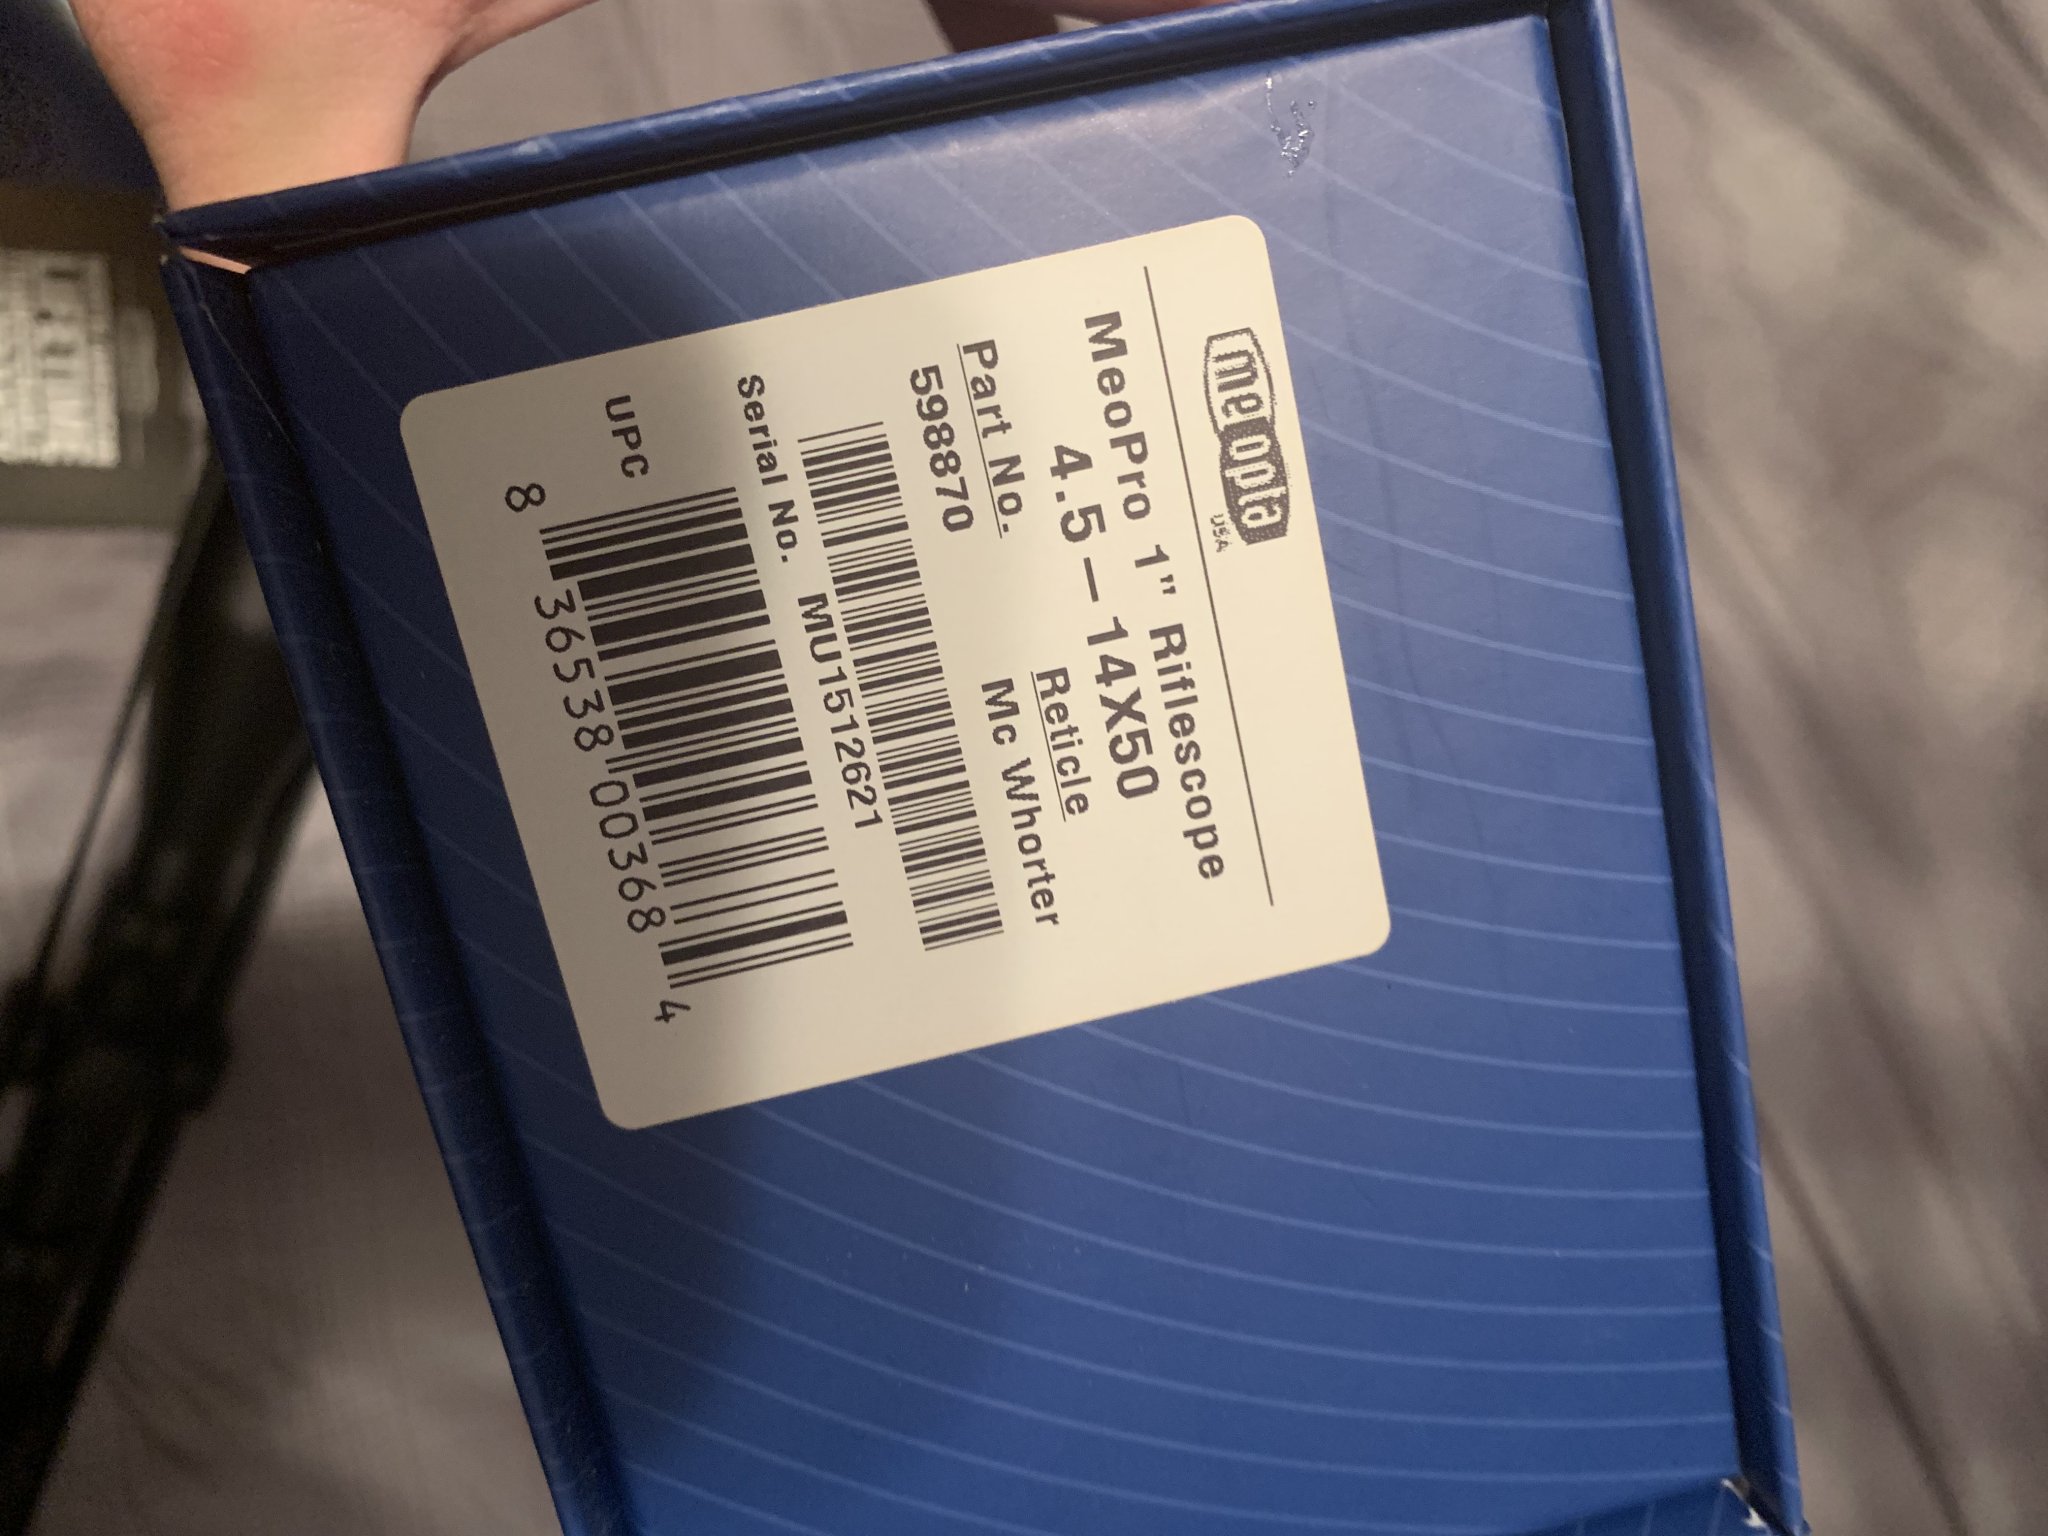 meopta
USA
MeoPro 1" Riflescope
4.5–14X50
Part No. Reticle
598870 Mc Whorter
Serial No. MU1512621
UPC
8 36538 00368 4